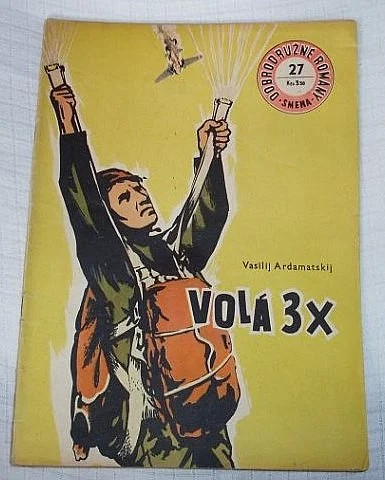 DOBRODRUŽNÉ ROMÁNY
27
Kčs 3.50
SMENA
Vasilij Ardamatskij
VOLÁ 3X